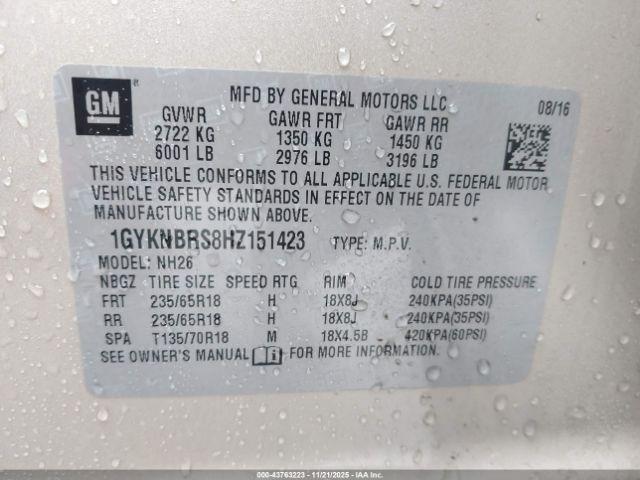 GM
MFD BY GENERAL MOTORS LLC
08/16
GVWR GAWR FRT GAWR RR
2722 KG 1350 KG 1450 KG
6001 LB 2976 LB 3196 LB
THIS VEHICLE CONFORMS TO ALL APPLICABLE U.S. FEDERAL MOTOR
VEHICLE SAFETY STANDARDS IN EFFECT ON THE DATE OF
MANUFACTURE SHOWN ABOVE.
1GYKNBRS8HZ151423 TYPE: M.P.V.
MODEL: NH26
NBGZ TIRE SIZE SPEED RTG RIM COLD TIRE PRESSURE
FRT 235/65R18 H 18X8J 240KPA(35PSI)
RR 235/65R18 H 18X8J 240KPA(35PSI)
SPA T135/70R18 M 18X4.5B 420KPA(60PSI)
SEE OWNER'S MANUAL FOR MORE INFORMATION.
000-43763223 - 11/21/2025 - IAAI.com